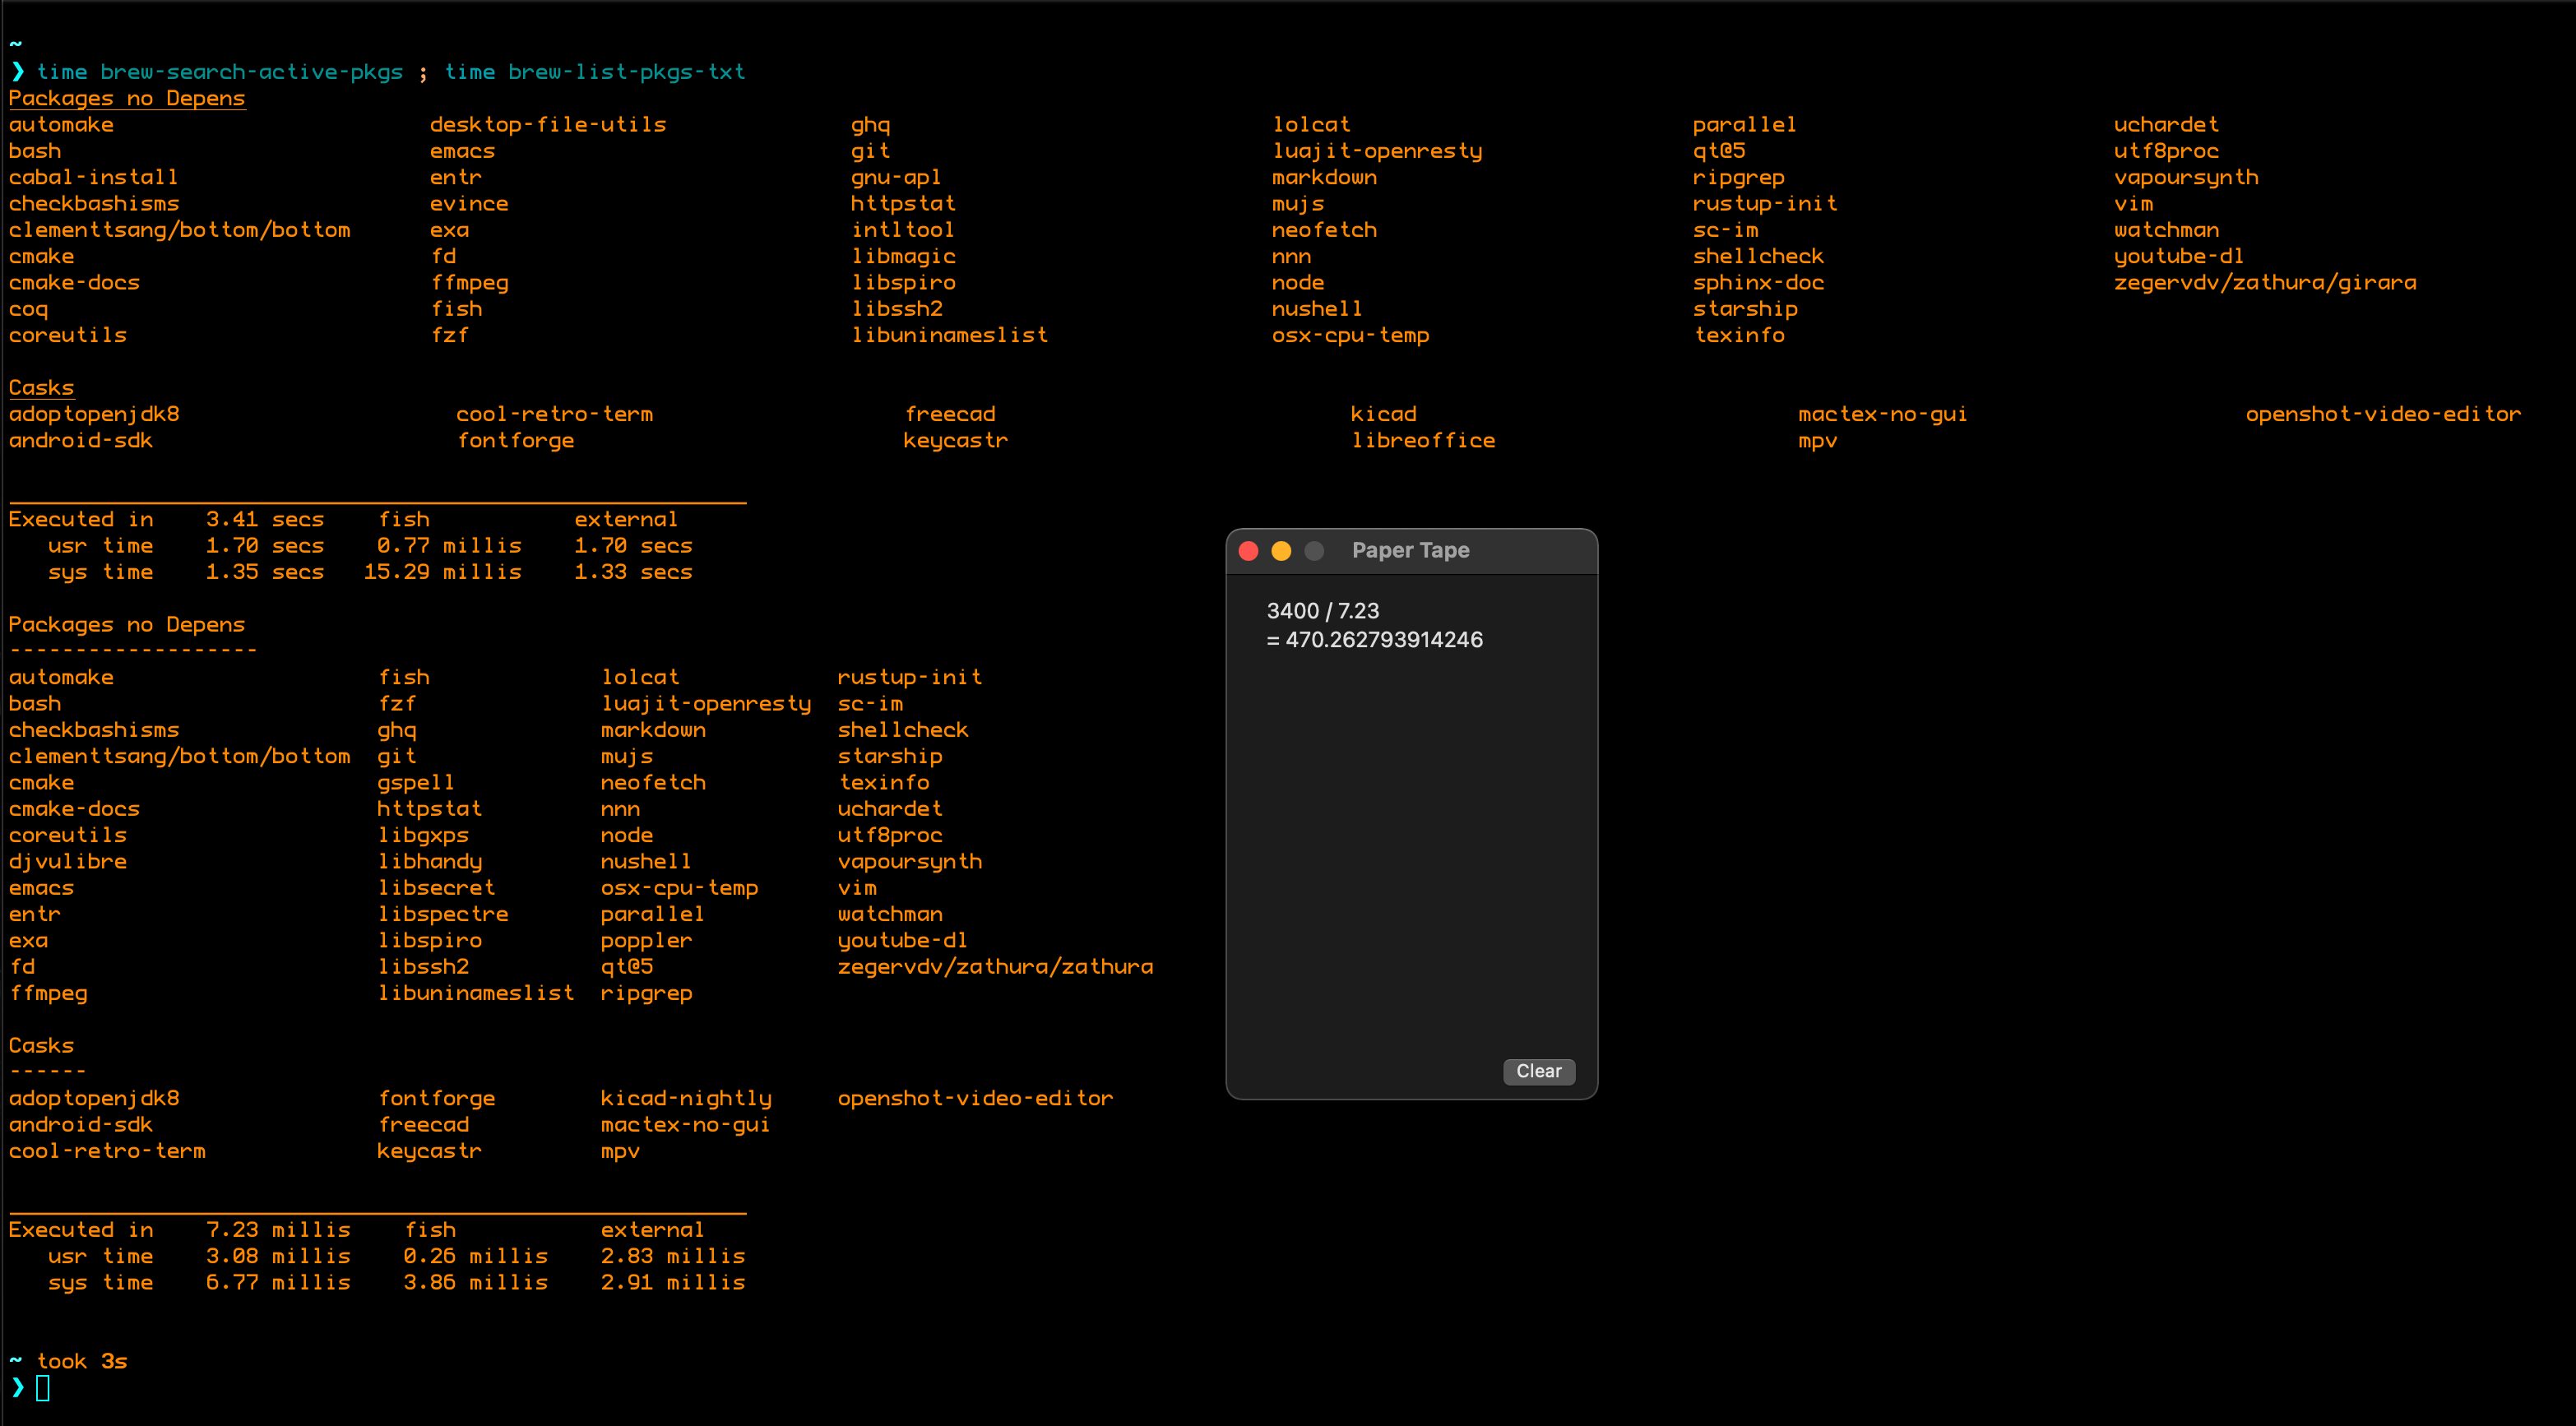 ~
❯ time brew-search-active-pkgs ; time brew-list-pkgs-txt
Packages no Depens
automake desktop-file-utils ghq lolcat parallel uchardet
bash emacs git luajit-openresty qt@5 utf8proc
cabal-install entr gnu-apl markdown ripgrep vapoursynth
checkbashisms evince httpstat mujs rustup-init vim
clementtsang/bottom/bottom exa intltool neofetch sc-im watchman
cmake fd libmagic nnn shellcheck youtube-dl
cmake-docs ffmpeg libspiro node sphinx-doc zegervdv/zathura/girara
coq fish libssh2 nushell starship
coreutils fzf libuninameslist osx-cpu-temp texinfo
Casks
adoptopenjdk8 cool-retro-term freecad kicad mactex-no-gui openshot-video-editor
android-sdk fontforge keycastr libreoffice mpv
Executed in 3.41 secs fish external
usr time 1.70 secs 0.77 millis 1.70 secs
sys time 1.35 secs 15.29 millis 1.33 secs
Packages no Depens
-------------------
automake fish lolcat rustup-init
bash fzf luajit-openresty sc-im
checkbashisms ghq markdown shellcheck
clementtsang/bottom/bottom git mujs starship
cmake gspell neofetch texinfo
cmake-docs httpstat nnn uchardet
coreutils libgxps node utf8proc
djvulibre libhandy nushell vapoursynth
emacs libsecret osx-cpu-temp vim
entr libspectre parallel watchman
exa libspiro poppler youtube-dl
fd libssh2 qt@5 zegervdv/zathura/zathura
ffmpeg libuninameslist ripgrep
Casks
------
adoptopenjdk8 fontforge kicad-nightly openshot-video-editor
android-sdk freecad mactex-no-gui
cool-retro-term keycastr mpv
Executed in 7.23 millis fish external
usr time 3.08 millis 0.26 millis 2.83 millis
sys time 6.77 millis 3.86 millis 2.91 millis
~ took 3s
❯
Paper Tape
3400 / 7.23
= 470.262793914246
Clear